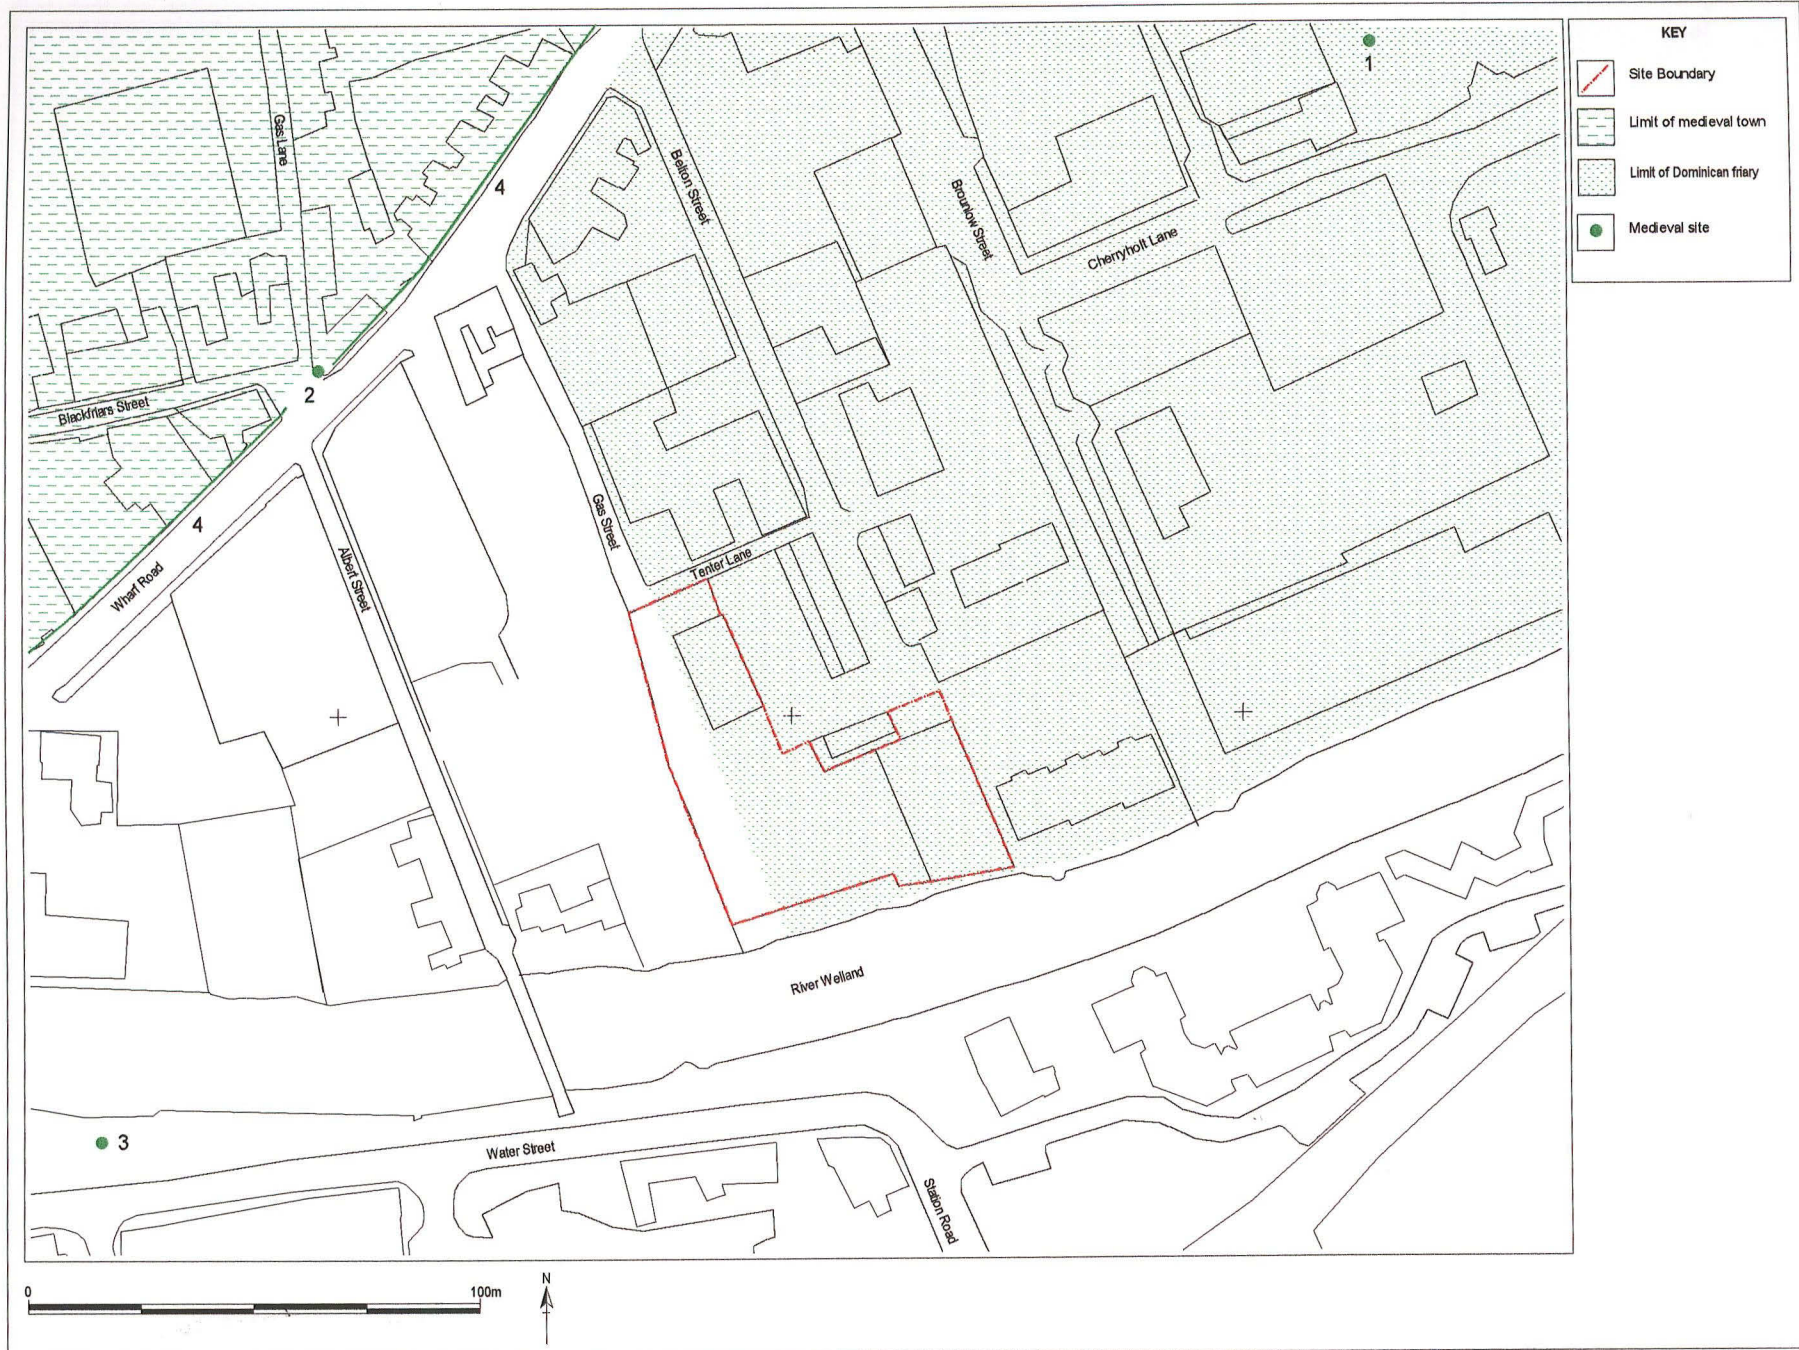 KEY
Site Boundary
Limit of medieval town
Limit of Dominican friary
Medieval site
1
Gas Lane
4
Belton Street
Brounlow Street
Cherryholt Lane
2
Blackfriars Street
4
Gas Street
Tenter Lane
Wharf Road
Albert Street
River Welland
3
Water Street
Station Road
0
100m
N